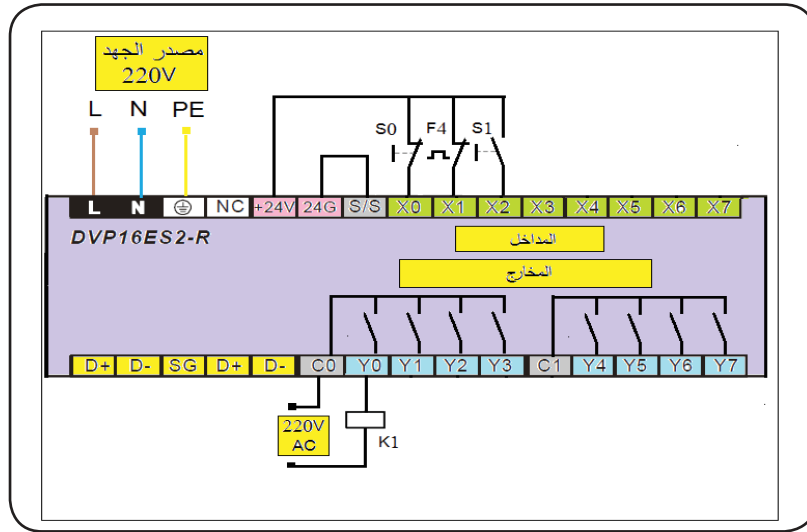 مصدر الجهد
220V
L N PE
S0 F4 S1
L N NC +24V 24G S/S X0 X1 X2 X3 X4 X5 X6 X7
DVP16ES2-R
المداخل
المخارج
D+ D- SG D+ D- C0 Y0 Y1 Y2 Y3 C1 Y4 Y5 Y6 Y7
220V
AC
K1